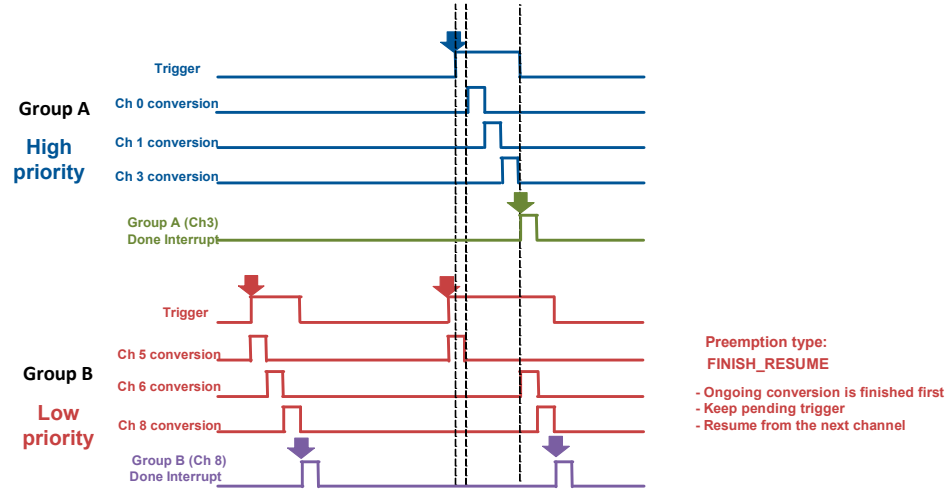 Trigger
Group A
Ch 0 conversion
High
priority
Ch 1 conversion
Ch 3 conversion
Group A (Ch3)
Done Interrupt
Trigger
Ch 5 conversion
Group B
Ch 6 conversion
Low
priority
Ch 8 conversion
Group B (Ch 8)
Done Interrupt
Preemption type:
FINISH_RESUME
- Ongoing conversion is finished first
- Keep pending trigger
- Resume from the next channel